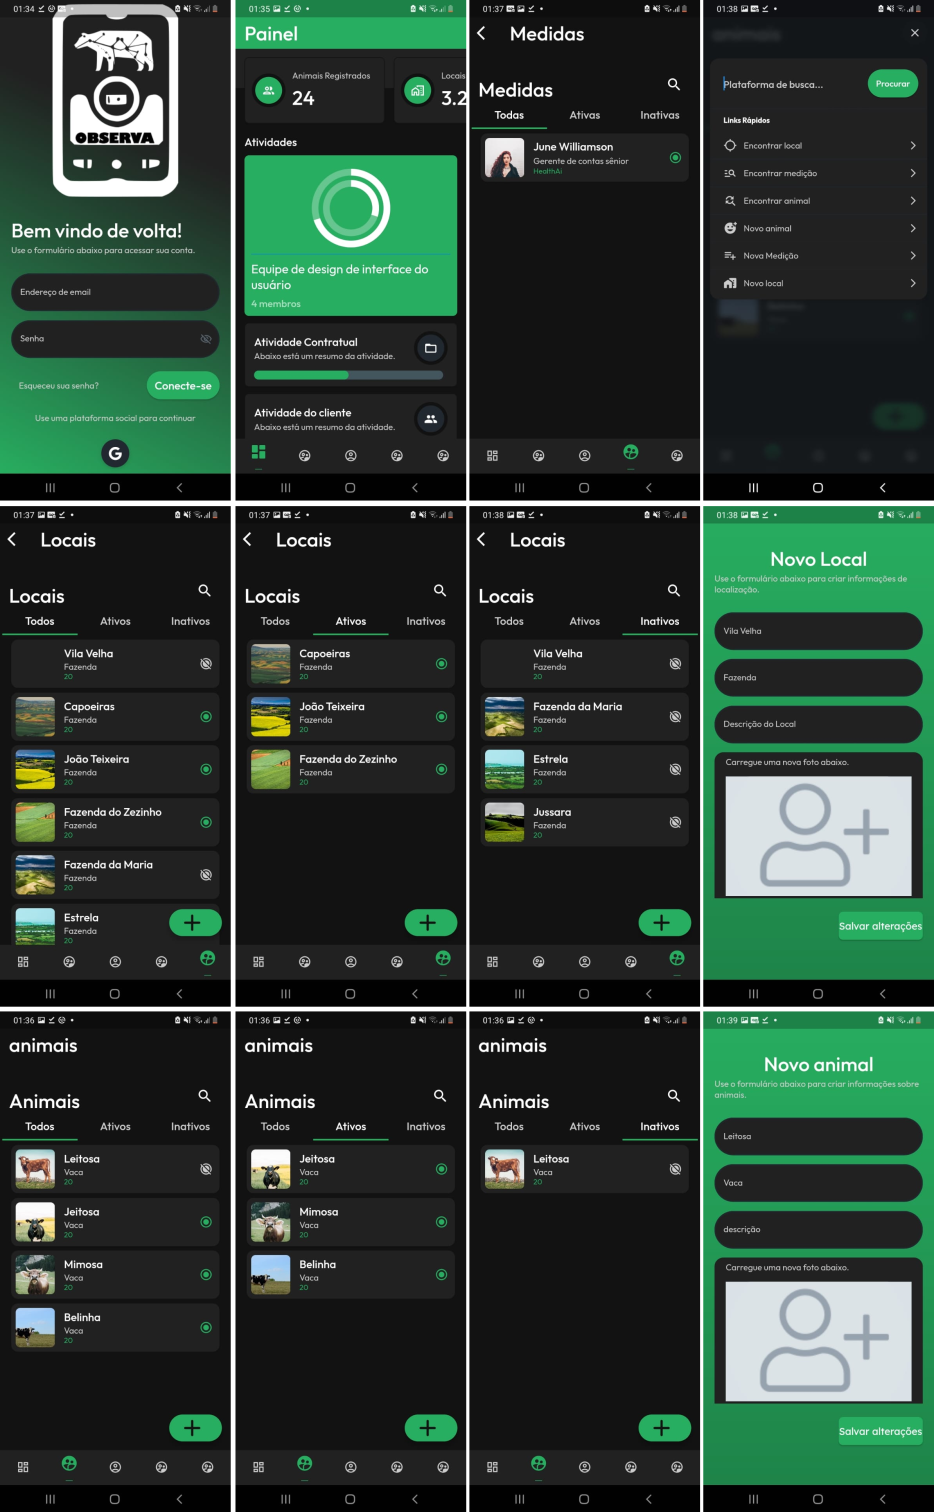 01:34
OBSERVA
Bem vindo de volta!
Use o formulário abaixo para acessar sua conta.
Endereço de email
Senha
Esqueceu sua senha?
Conecte-se
Use uma plataforma social para continuar
G
01:35
Painel
Animais Registrados
24
Locais
3.2
Atividades
Equipe de design de interface do
usuário
4 membros
Atividade Contratual
Abaixo está um resumo da atividade.
Atividade do cliente
Abaixo está um resumo da atividade.
01:37
Medidas
Medidas
Todas
Ativas
Inativas
June Williamson
Gerente de contas sênior
HealthAi
01:38
animais
Plataforma de busca...
Procurar
Links Rápidos
Encontrar local
Encontrar medição
Encontrar animal
Novo animal
Nova Medição
Novo local
01:37
Locais
Locais
Todos
Ativos
Inativos
Vila Velha
Fazenda
20
Capoeiras
Fazenda
20
João Teixeira
Fazenda
20
Fazenda do Zezinho
Fazenda
20
Fazenda da Maria
Fazenda
20
Estrela
Fazenda
20
01:37
Locais
Locais
Todos
Ativos
Inativos
Capoeiras
Fazenda
20
João Teixeira
Fazenda
20
Fazenda do Zezinho
Fazenda
20
01:38
Locais
Locais
Todos
Ativos
Inativos
Vila Velha
Fazenda
20
Fazenda da Maria
Fazenda
20
Estrela
Fazenda
20
Jussara
Fazenda
20
01:38
Novo Local
Use o formulário abaixo para criar informações de
localização.
Vila Velha
Fazenda
Descrição do Local
Carregue uma nova foto abaixo.
Salvar alterações
01:36
animais
Animais
Todos
Ativos
Inativos
Leitosa
Vaca
20
Jeitosa
Vaca
20
Mimosa
Vaca
20
Belinha
Vaca
20
01:36
animais
Animais
Todos
Ativos
Inativos
Jeitosa
Vaca
20
Mimosa
Vaca
20
Belinha
Vaca
20
01:36
animais
Animais
Todos
Ativos
Inativos
Leitosa
Vaca
20
01:39
Novo animal
Use o formulário abaixo para criar informações sobre
animais.
Leitosa
Vaca
descrição
Carregue uma nova foto abaixo.
Salvar alterações